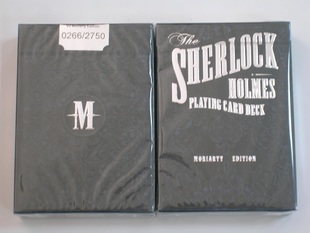 0266/2750
M
The
SHERLOCK
HOLMES
PLAYING CARD DECK
MORIARTY EDITION